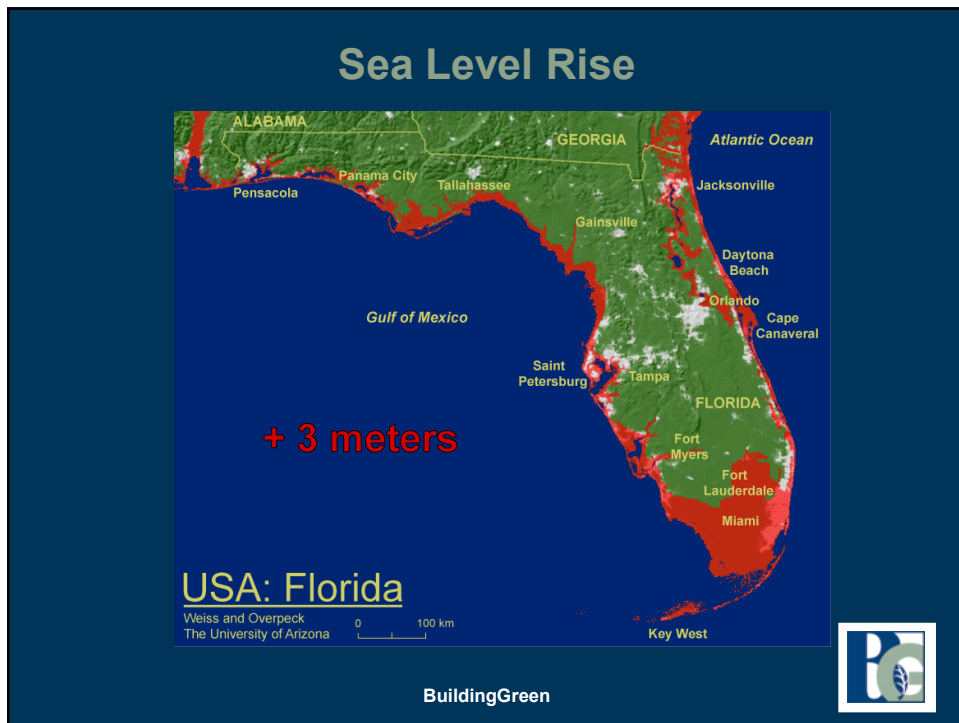 Sea Level Rise
ALABAMA
GEORGIA
Atlantic Ocean
Panama City
Tallahassee
Jacksonville
Pensacola
Gainsville
Daytona
Beach
Orlando
Gulf of Mexico
Cape
Canaveral
Saint
Petersburg
Tampa
FLORIDA
+ 3 meters
Fort
Myers
Fort
Lauderdale
Miami
USA: Florida
Weiss and Overpeck
The University of Arizona
0 100 km
Key West
BuildingGreen
BG